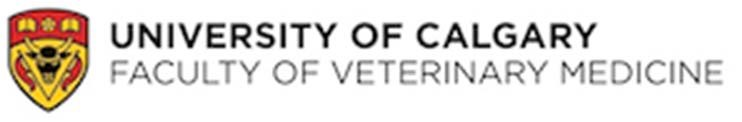 UNIVERSITY OF CALGARY
FACULTY OF VETERINARY MEDICINE